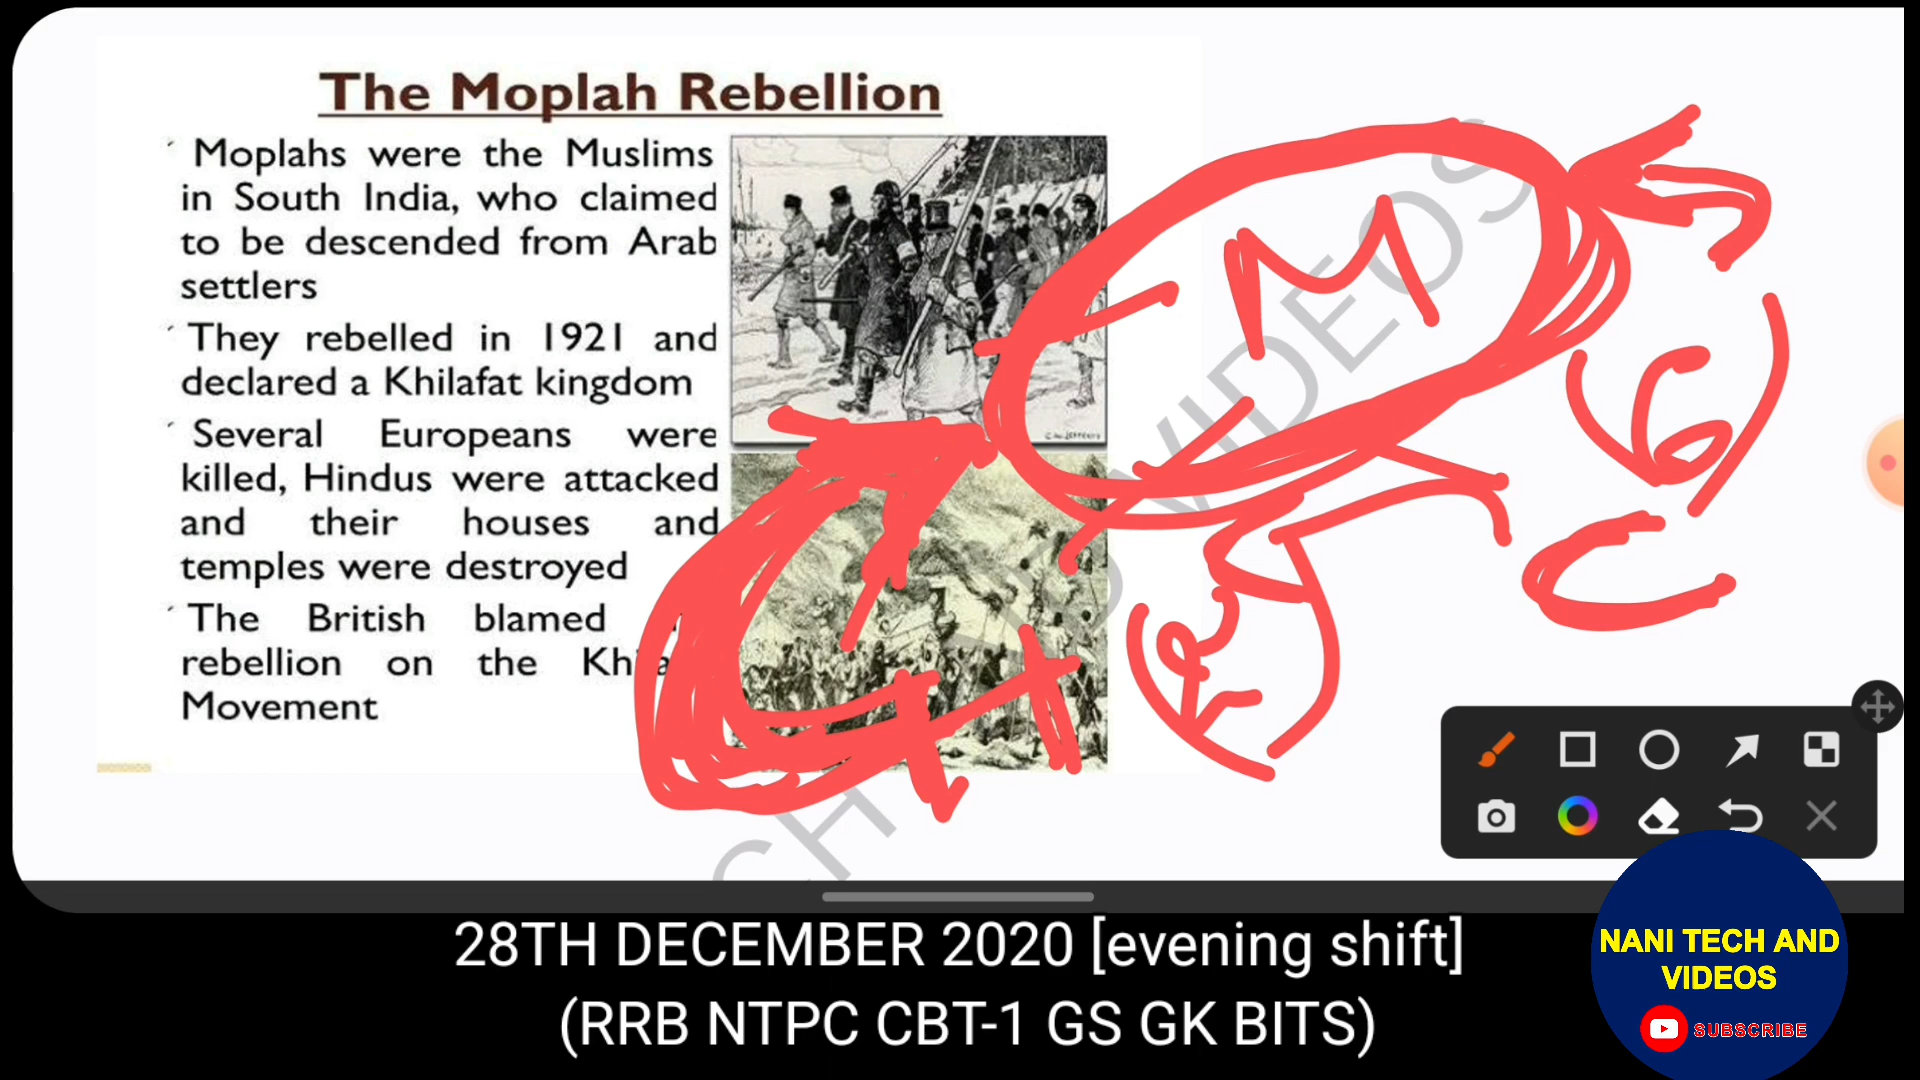 The Moplah Rebellion
Moplahs were the Muslims
in South India, who claimed
to be descended from Arab
settlers
They rebelled in 1921 and
declared a Khilafat kingdom
Several Europeans were
killed, Hindus were attacked
and their houses and
temples were destroyed
The British blamed
rebellion on the
Movement
M
VIDEOS
28TH DECEMBER 2020 [evening shift]
(RRB NTPC CBT-1 GS GK BITS)
NANI TECH AND
VIDEOS
SUBSCRIBE